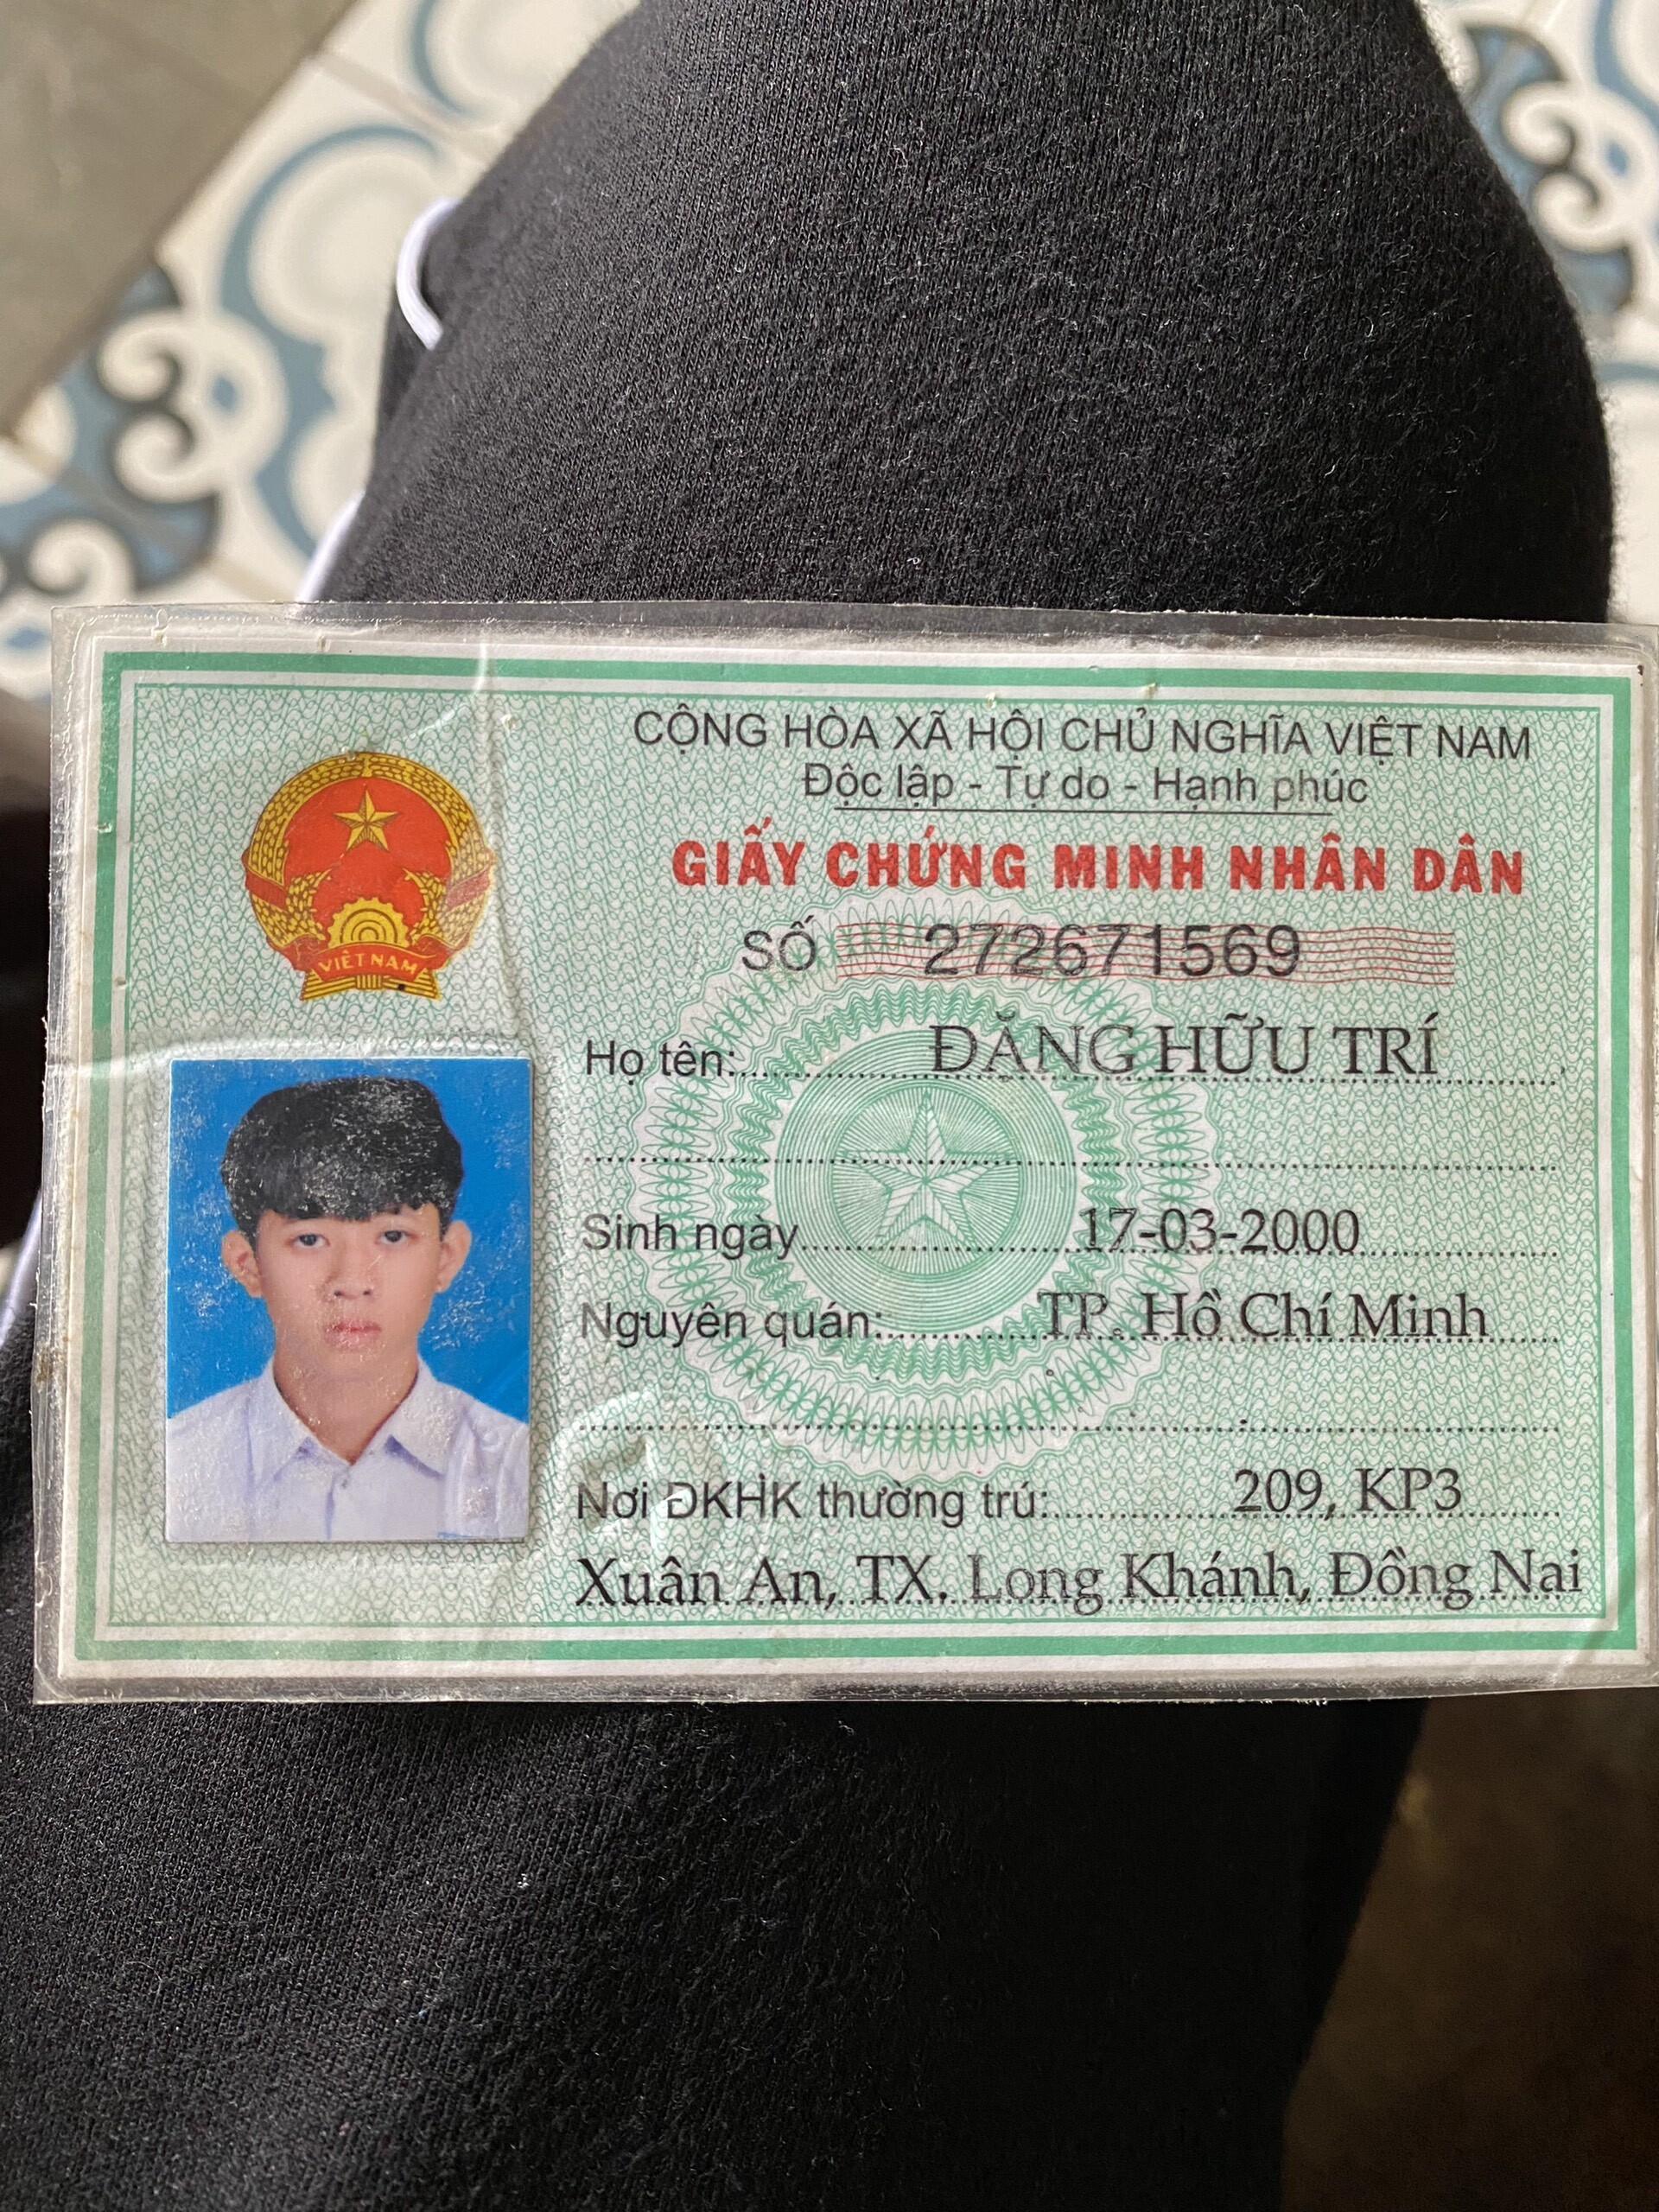 CỘNG HÒA XÃ HỘI CHỦ NGHĨA VIỆT NAM
Độc lập - Tự do - Hạnh phúc
GIẤY CHỨNG MINH NHÂN DÂN
SỐ 272671569
VIỆT NAM
Họ tên: ĐẶNG HỮU TRÍ
Sinh ngày 17-03-2000
Nguyên quán: TP. Hồ Chí Minh
Nơi ĐKHK thường trú: 209, KP3
Xuân An, TX. Long Khánh, Đồng Nai